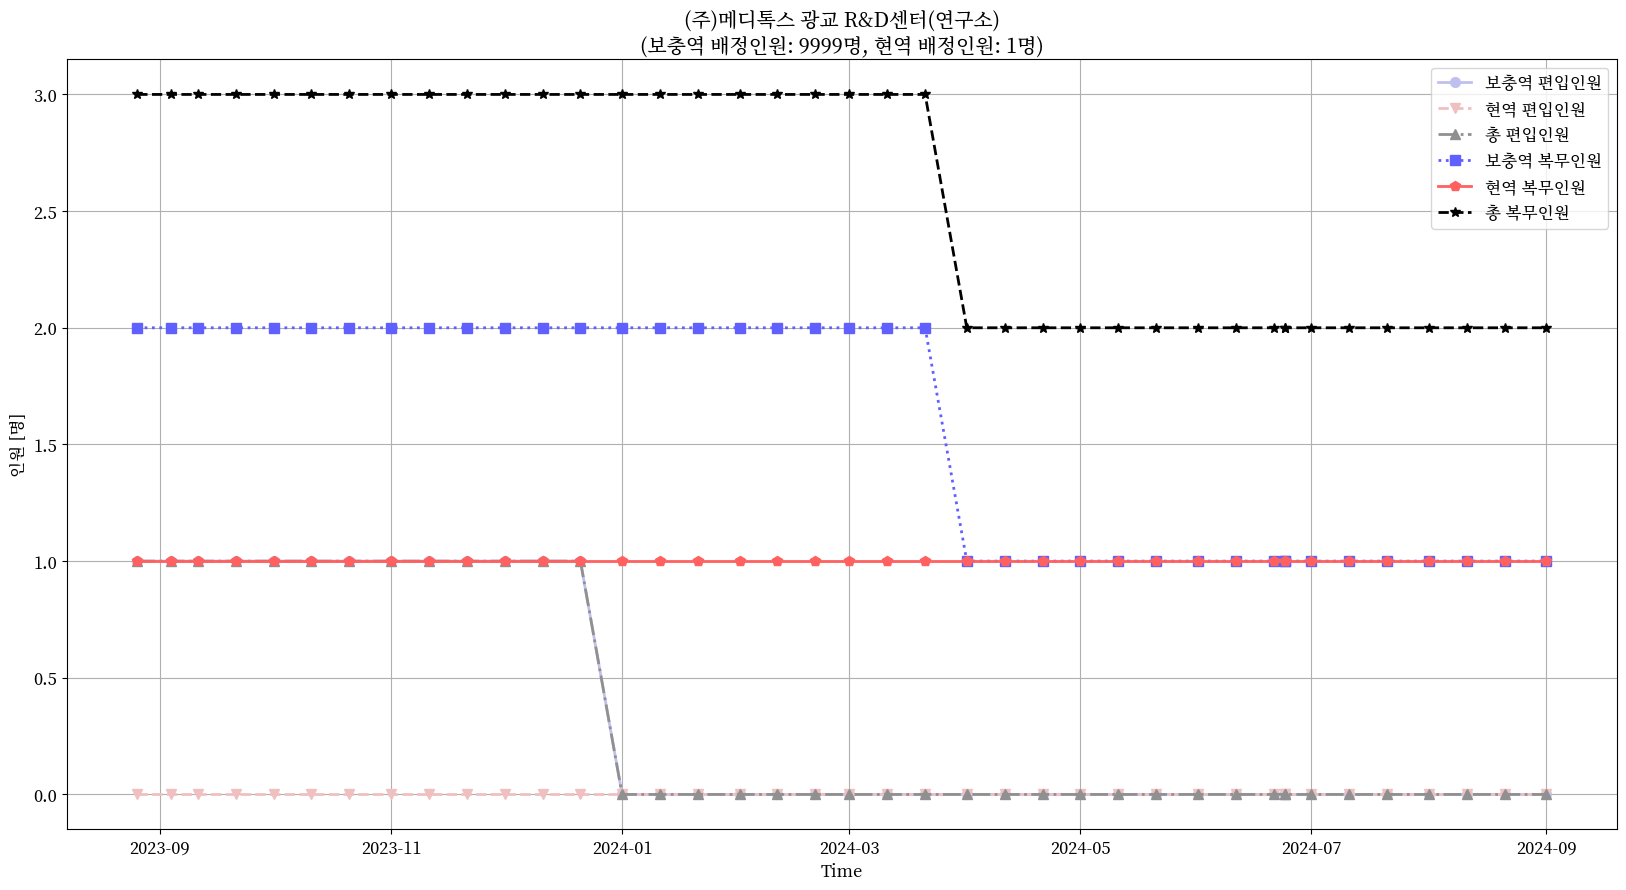 (주)메디톡스 광교 R&D센터(연구소)
(보충역 배정인원: 9999명, 현역 배정인원: 1명)
보충역 편입인원
현역 편입인원
총 편입인원
보충역 복무인원
현역 복무인원
총 복무인원
인원 [명]
3.0
2.5
2.0
1.5
1.0
0.5
0.0
2023-09
2023-11
2024-01
2024-03
2024-05
2024-07
2024-09
Time